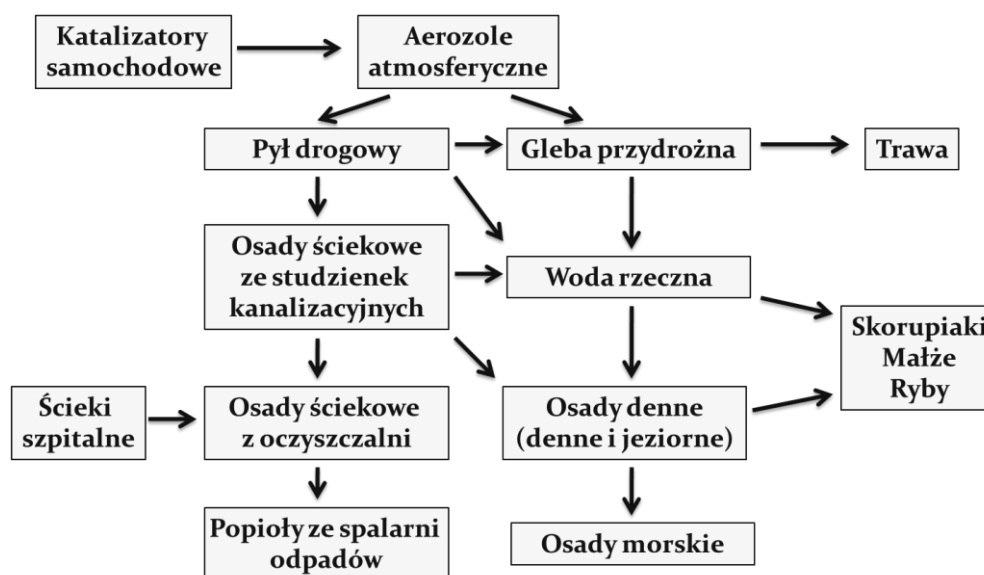 Katalizatory
samochodowe
Aerozole
atmosferyczne
Pył drogowy
Gleba przydrożna
Trawa
Osady ściekowe
ze studzienek
kanalizacyjnych
Woda rzeczna
Skorupiaki
Małże
Ryby
Ścieki
szpitalne
Osady ściekowe
z oczyszczalni
Osady denne
(denne i jeziorne)
Popioły ze spalarni
odpadów
Osady morskie